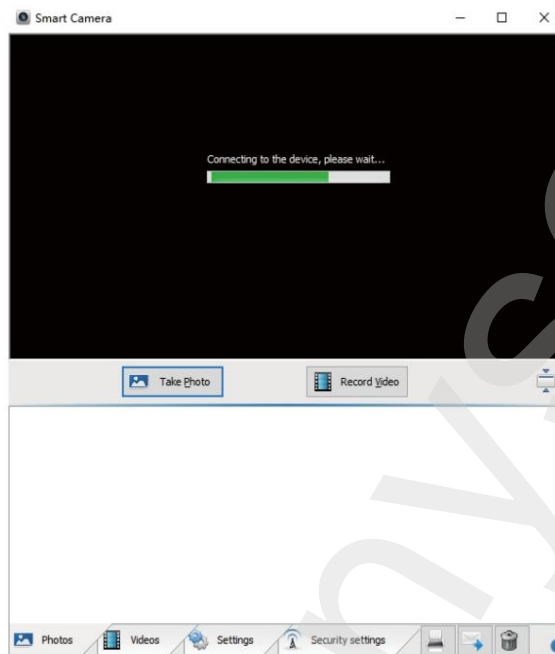 Smart Camera
Connecting to the device, please wait...
Take Photo
Record Video
Photos
Videos
Settings
Security settings